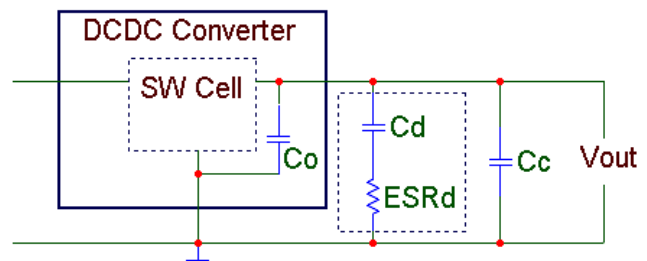 DCDC Converter
SW Cell
Co
Cd
ESRd
Cc
Vout